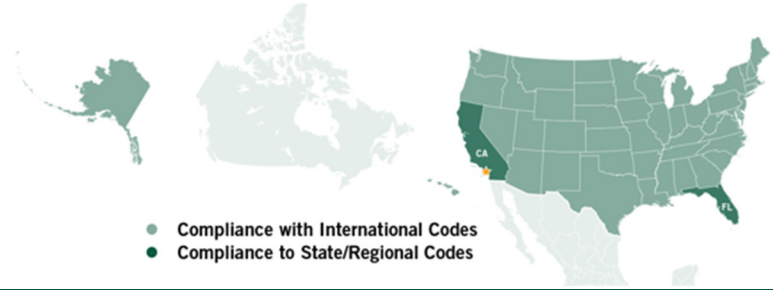 CA
FL
Compliance with International Codes
Compliance to State/Regional Codes